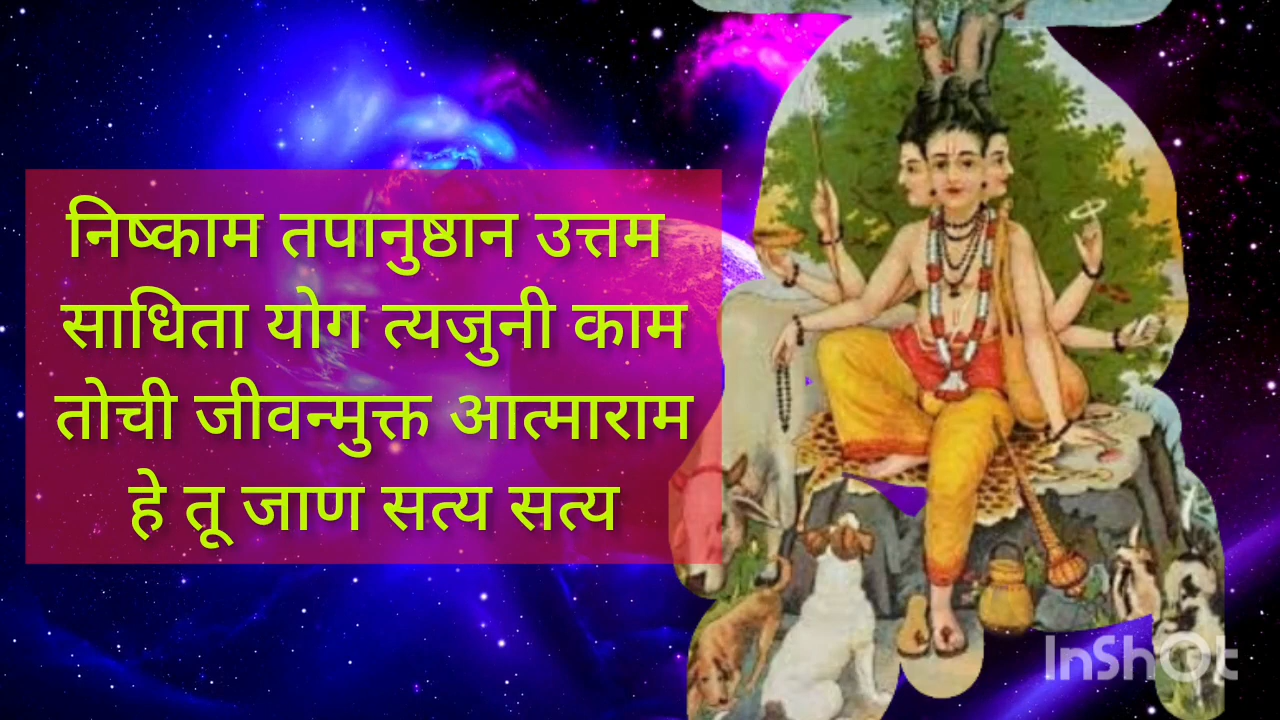 निष्काम तपानुष्ठान उत्तम
साधिता योग त्यजुनी काम
तोची जीवन्मुक्त आत्माराम
हे तू जाण सत्य सत्य
InShOt